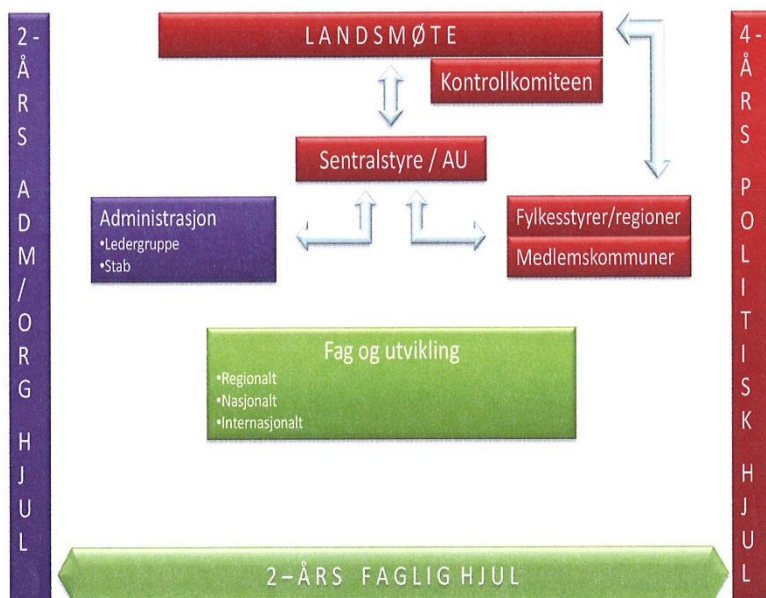 2-ÅRS ADM/ORG HJUL
LANDSMØTE
Kontrollkomiteen
Sentralstyre / AU
Administrasjon
•Ledergruppe
•Stab
Fylkesstyrer/regioner
Medlemskommuner
Fag og utvikling
•Regionalt
•Nasjonalt
•Internasjonalt
4-ÅRS POLITISK HJUL
2–ÅRS FAGLIG HJUL